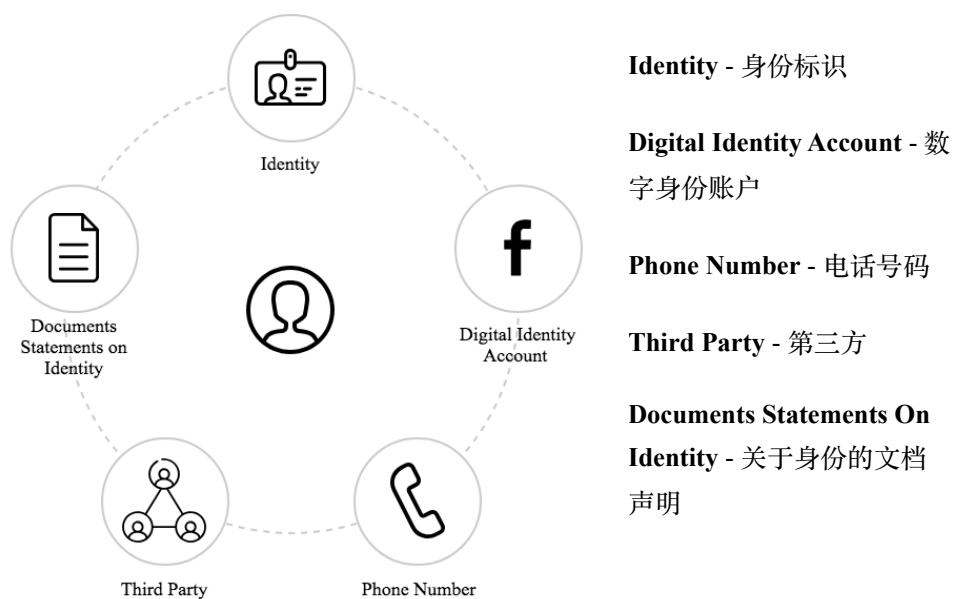 Identity
Digital Identity
Account
Phone Number
Third Party
Documents
Statements on
Identity
Identity - 身份标识
Digital Identity Account - 数
字身份账户
Phone Number - 电话号码
Third Party - 第三方
Documents Statements On
Identity - 关于身份的文档
声明